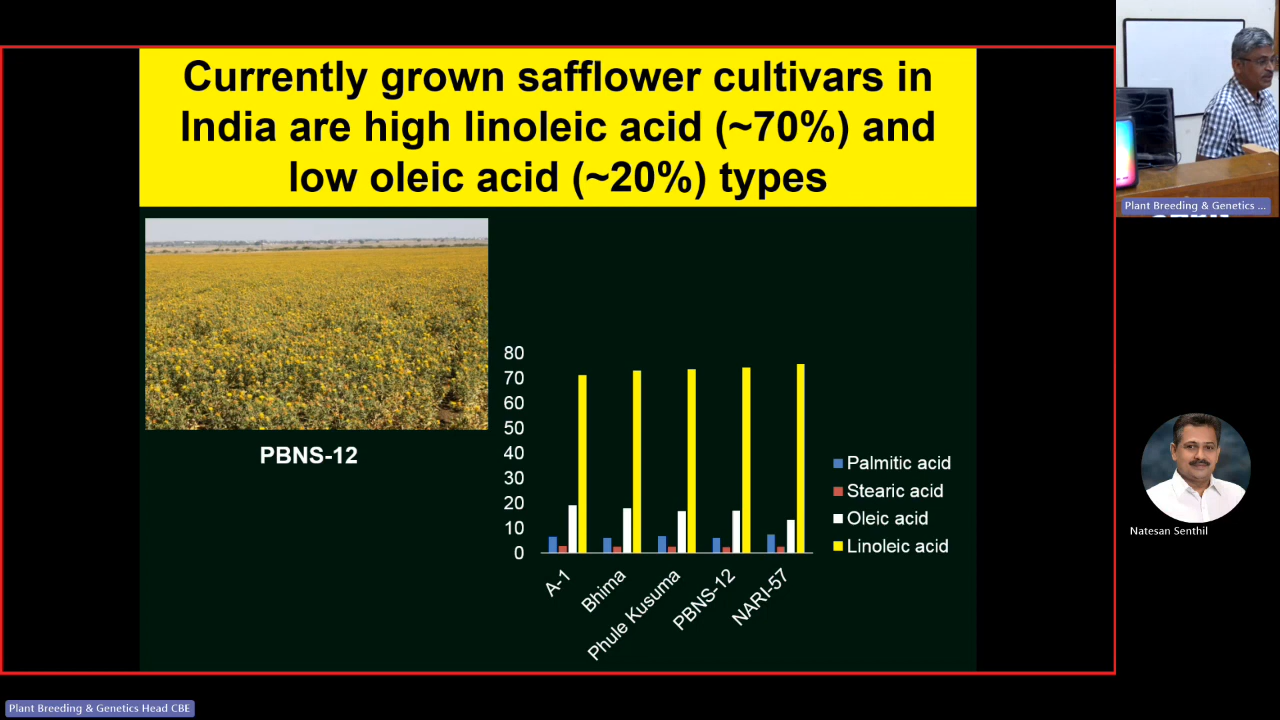 Currently grown safflower cultivars in
India are high linoleic acid (~70%) and
low oleic acid (~20%) types
Plant Breeding & Genetics ...
PBNS-12
80
70
60
50
40
30
20
10
0
A-1
Bhima
Phule Kusuma
PBNS-12
NARI-57
Palmitic acid
Stearic acid
Oleic acid
Linoleic acid
Natesan Senthil
Plant Breeding & Genetics Head CBE